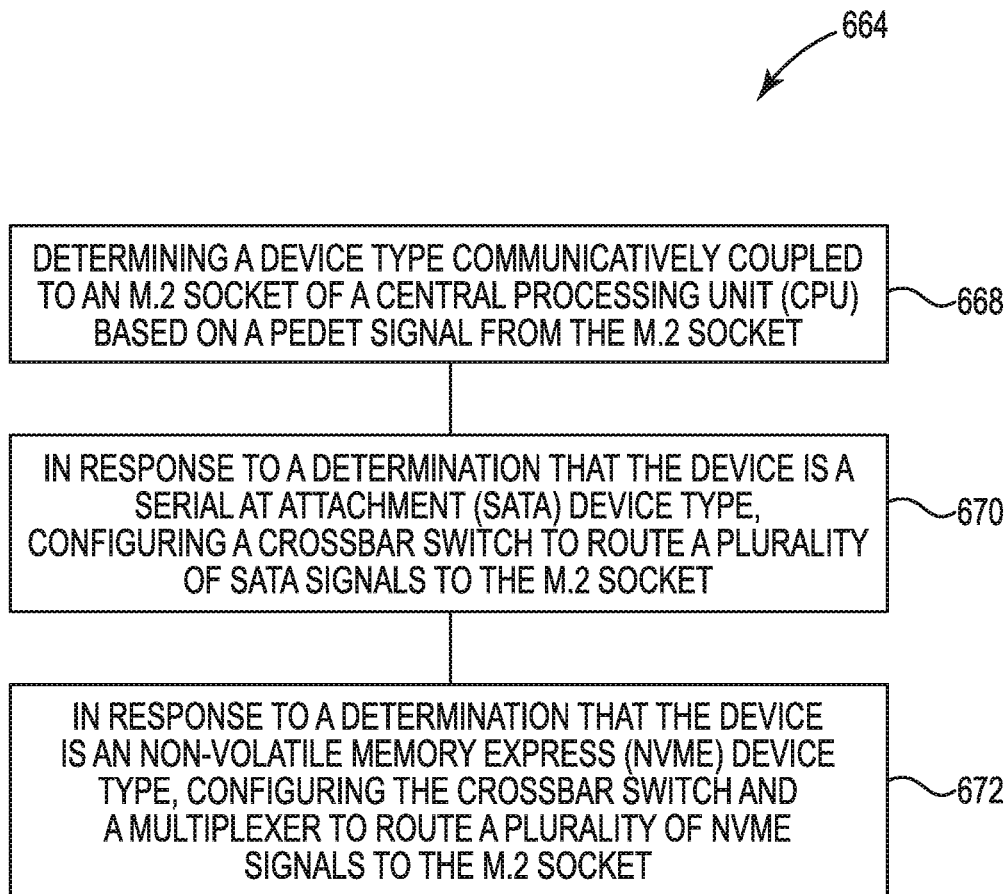 664
DETERMINING A DEVICE TYPE COMMUNICATIVELY COUPLED
TO AN M.2 SOCKET OF A CENTRAL PROCESSING UNIT (CPU)
BASED ON A PEDET SIGNAL FROM THE M.2 SOCKET
668
IN RESPONSE TO A DETERMINATION THAT THE DEVICE IS A
SERIAL AT ATTACHMENT (SATA) DEVICE TYPE,
CONFIGURING A CROSSBAR SWITCH TO ROUTE A PLURALITY
OF SATA SIGNALS TO THE M.2 SOCKET
670
IN RESPONSE TO A DETERMINATION THAT THE DEVICE
IS AN NON-VOLATILE MEMORY EXPRESS (NVME) DEVICE
TYPE, CONFIGURING THE CROSSBAR SWITCH AND
A MULTIPLEXER TO ROUTE A PLURALITY OF NVME
SIGNALS TO THE M.2 SOCKET
672